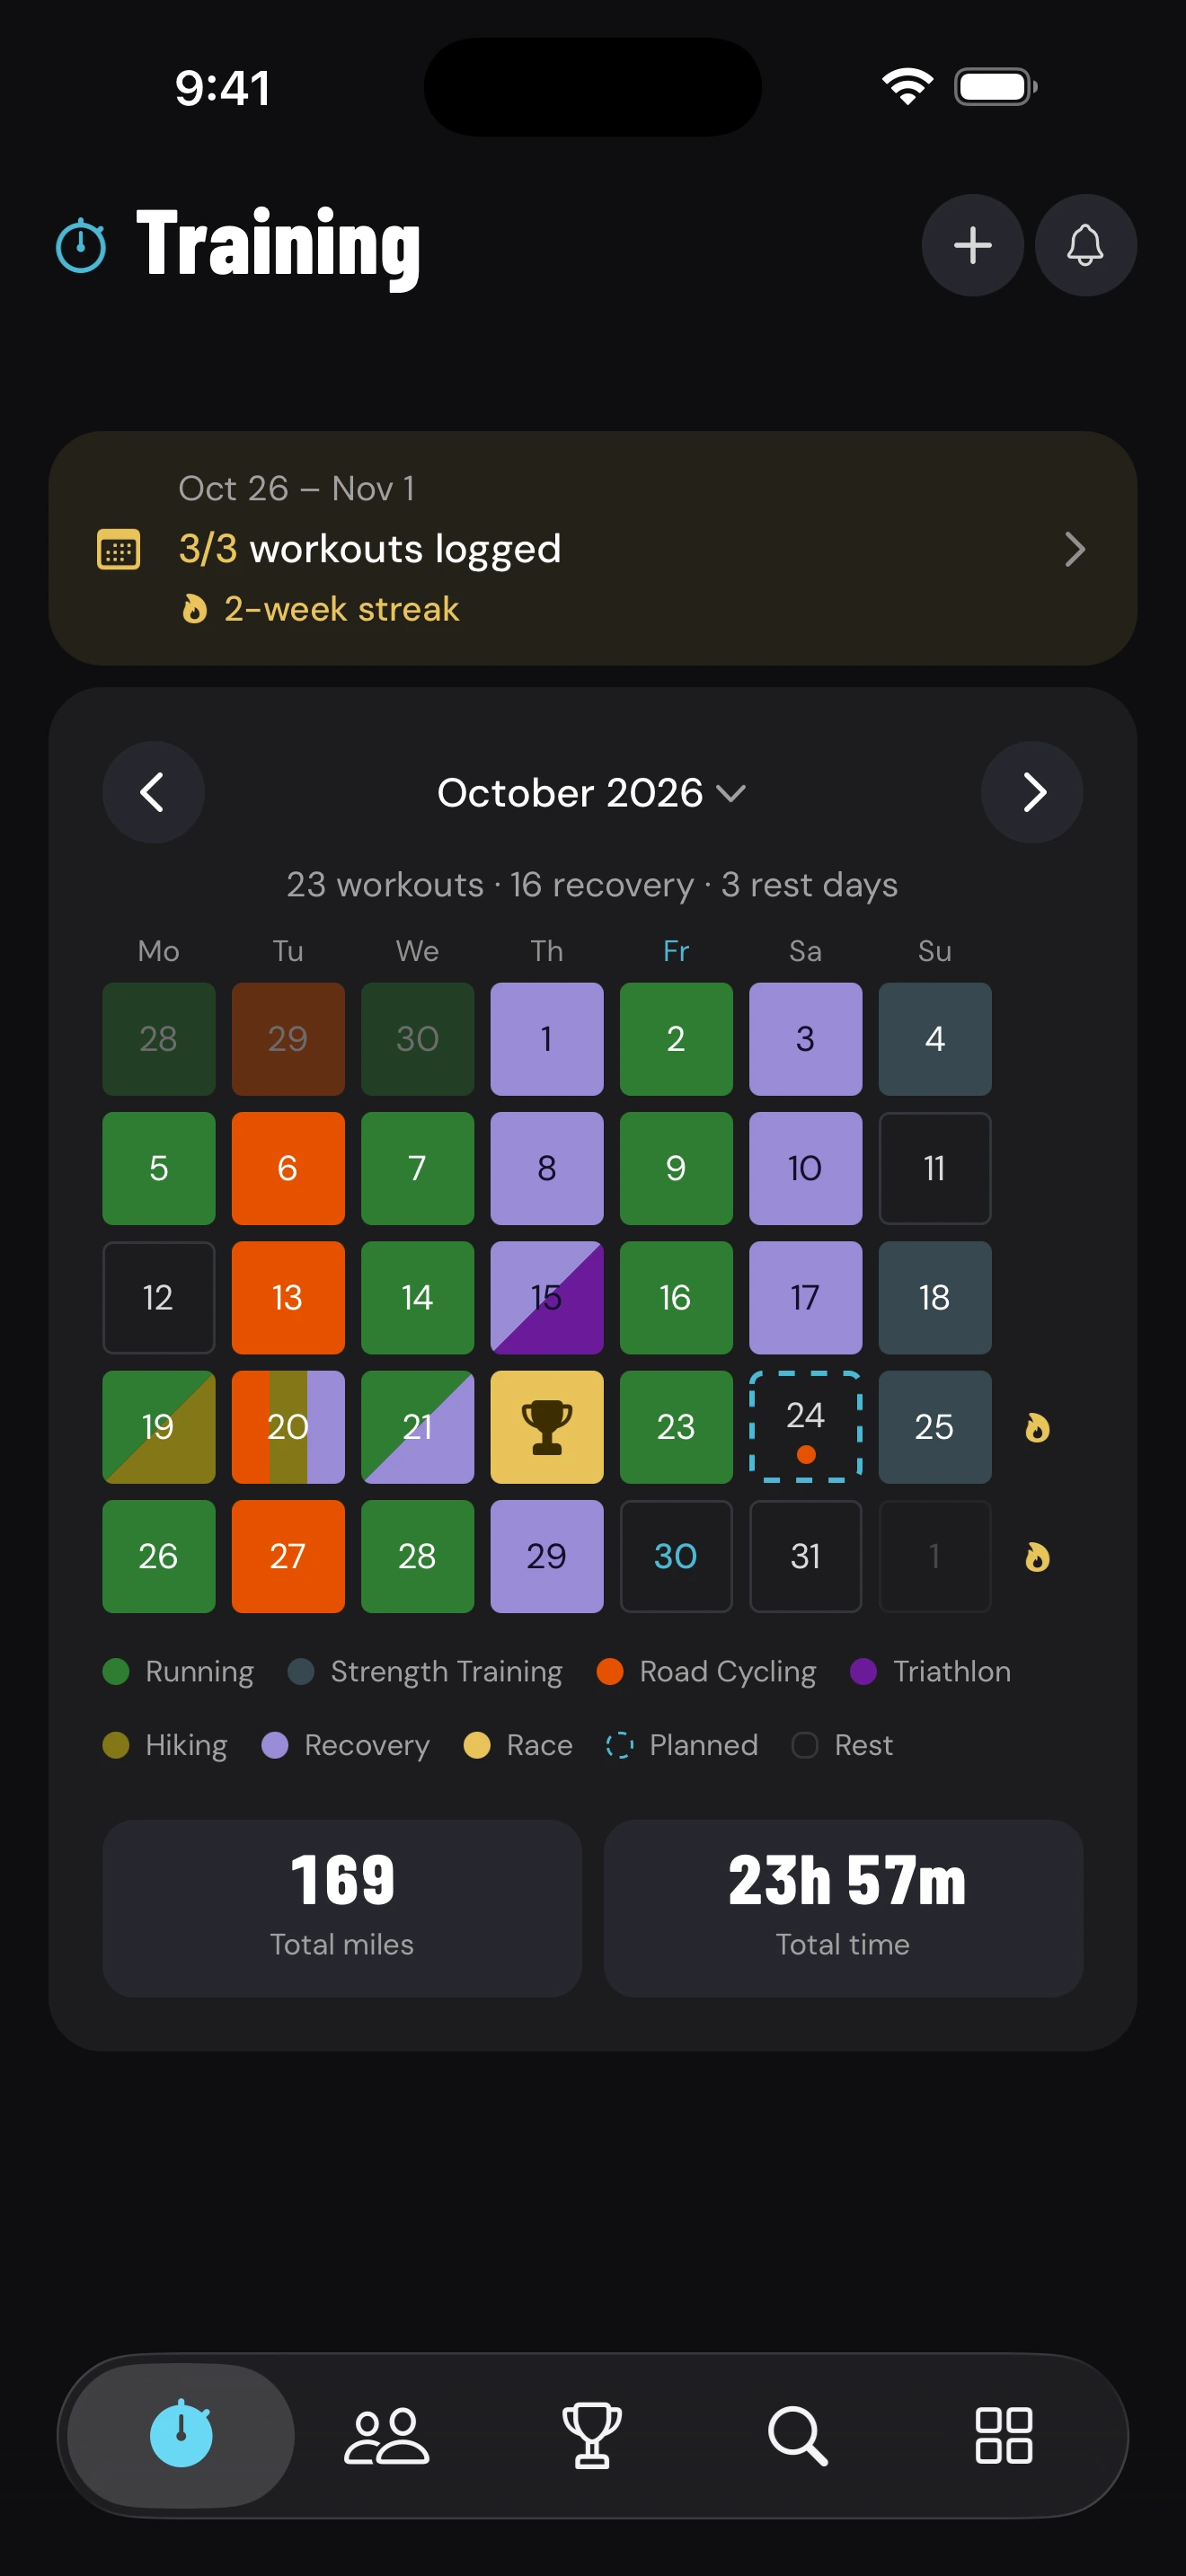 9:41
Training
Oct 26 – Nov 1
3/3 workouts logged
2-week streak
October 2026
23 workouts · 16 recovery · 3 rest days
Mo Tu We Th Fr Sa Su
28 29 30 1 2 3 4
5 6 7 8 9 10 11
12 13 14 15 16 17 18
19 20 21 23 24 25
26 27 28 29 30 31 1
Running Strength Training Road Cycling Triathlon
Hiking Recovery Race Planned Rest
169 23h 57m
Total miles Total time